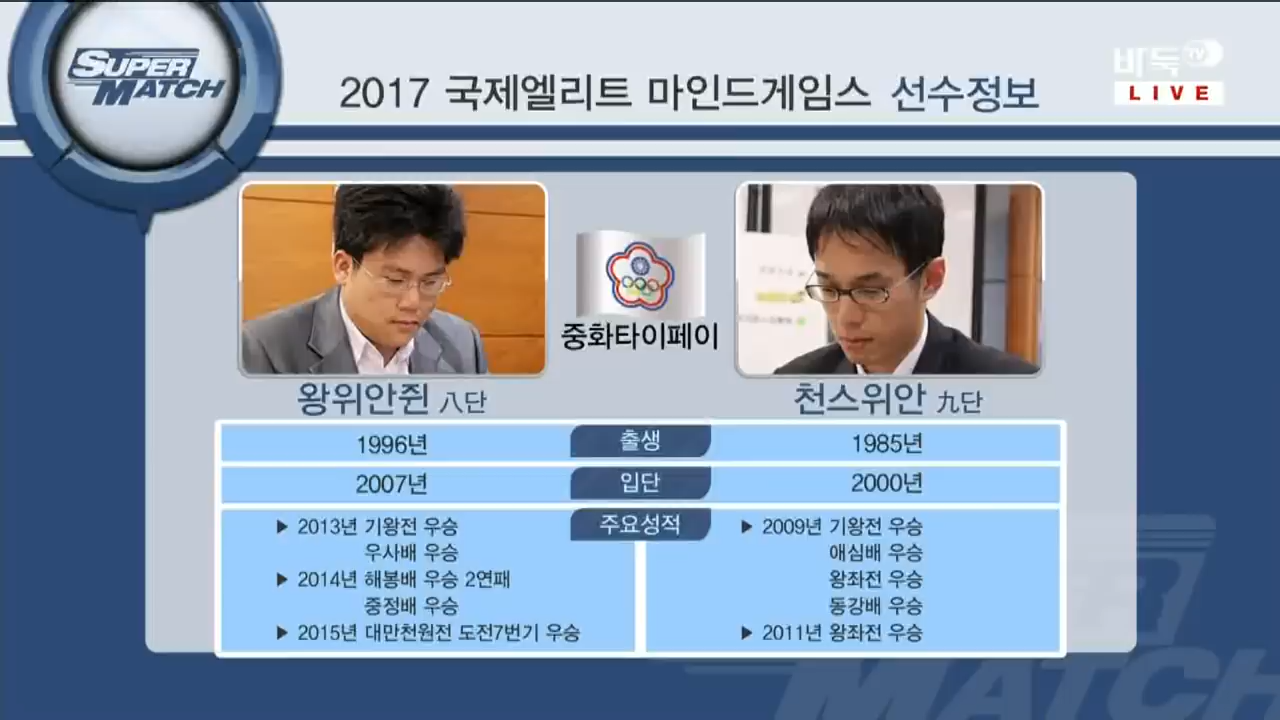 SUPER
MATCH
2017 국제엘리트 마인드게임스 선수정보
바둑TV
LIVE
중화타이페이
왕위안쥔 八단
천스위안 九단
1996년 출생 1985년
2007년 입단 2000년
주요성적
▶ 2013년 기왕전 우승
우사배 우승
▶ 2014년 해봉배 우승 2연패
중정배 우승
▶ 2015년 대만천원전 도전7번기 우승
▶ 2009년 기왕전 우승
애심배 우승
왕좌전 우승
동강배 우승
▶ 2011년 왕좌전 우승
MATCH